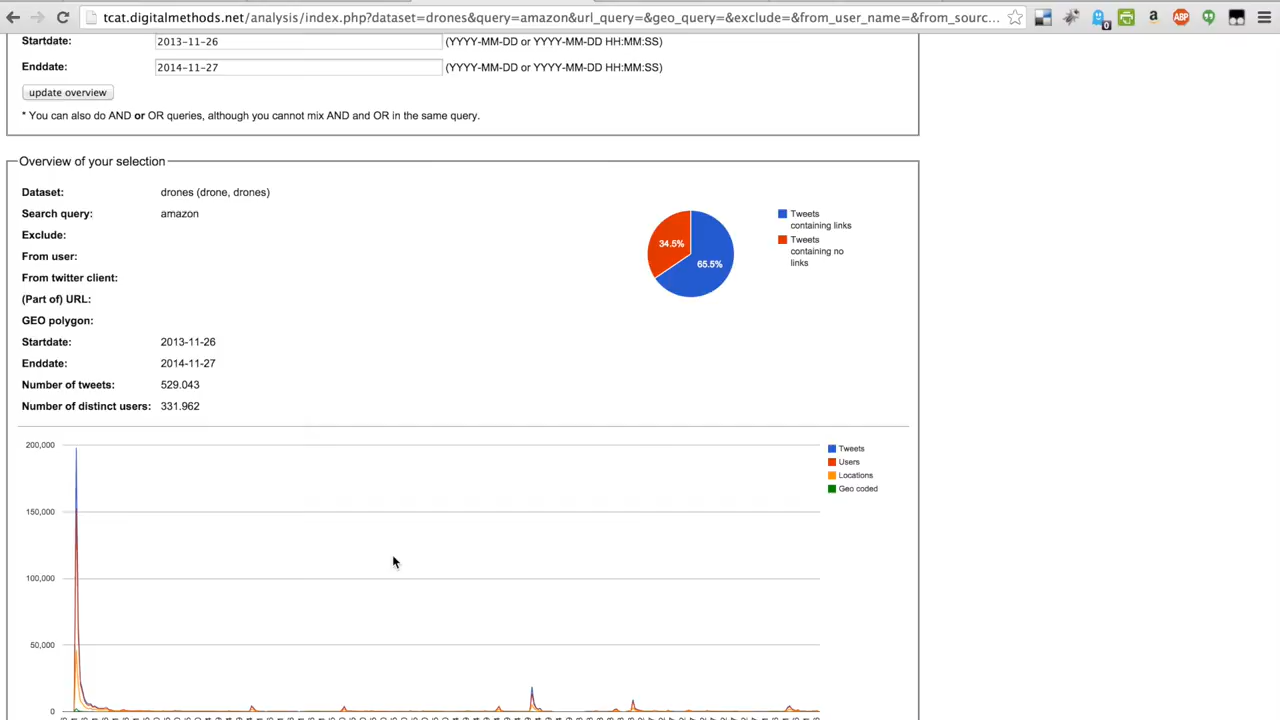 tcat.digitalmethods.net/analysis/index.php?dataset=drones&query=amazon&url_query=&geo_query=&exclude=&from_user_name=&from_sourc...
Startdate: 2013-11-26 (YYYY-MM-DD or YYYY-MM-DD HH:MM:SS)
Enddate: 2014-11-27 (YYYY-MM-DD or YYYY-MM-DD HH:MM:SS)
update overview
* You can also do AND or OR queries, although you cannot mix AND and OR in the same query.
Overview of your selection
Dataset: drones (drone, drones)
Search query: amazon
Exclude:
From user:
From twitter client:
(Part of) URL:
GEO polygon:
Startdate: 2013-11-26
Enddate: 2014-11-27
Number of tweets: 529.043
Number of distinct users: 331.962
34.5%
65.5%
Tweets
containing links
Tweets
containing no
links
200,000
150,000
100,000
50,000
0
Tweets
Users
Locations
Geo coded
ABP
0